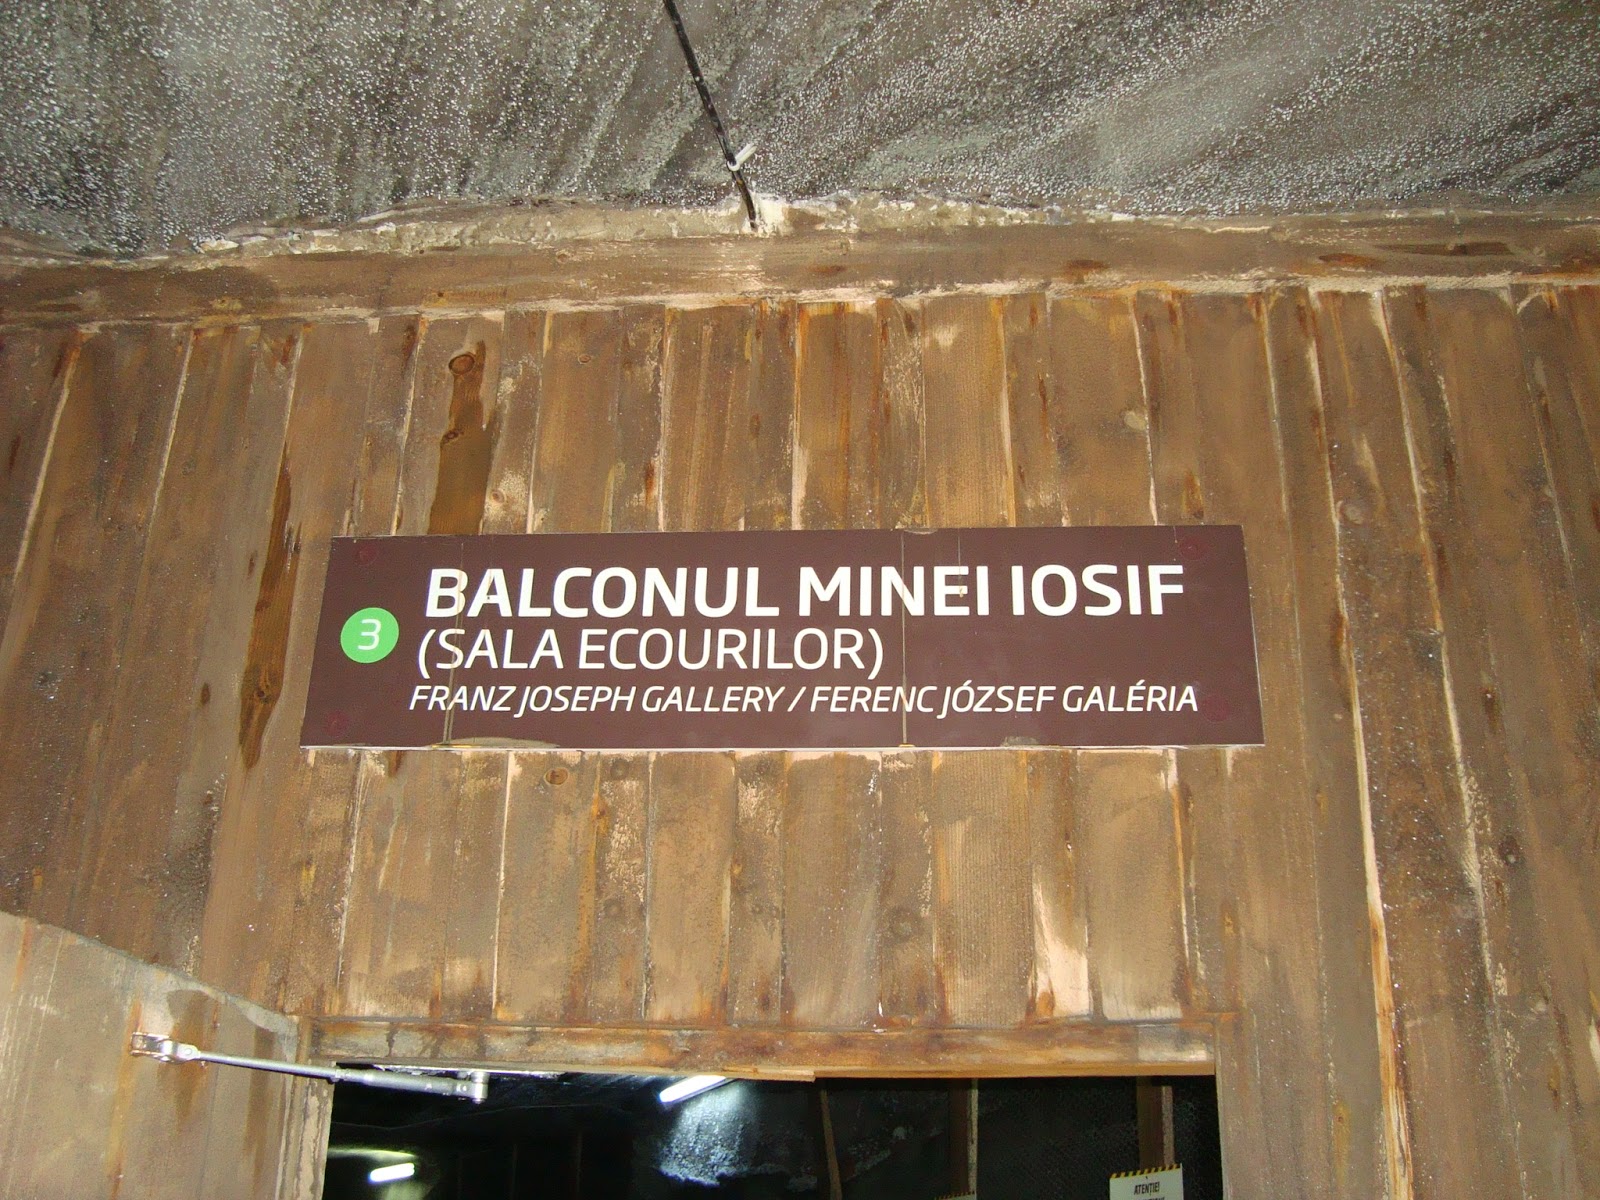 3
BALCONUL MINEI IOSIF
(SALA ECOURILOR)
FRANZ JOSEPH GALLERY / FERENC JÓZSEF GALÉRIA
ATENȚIE!